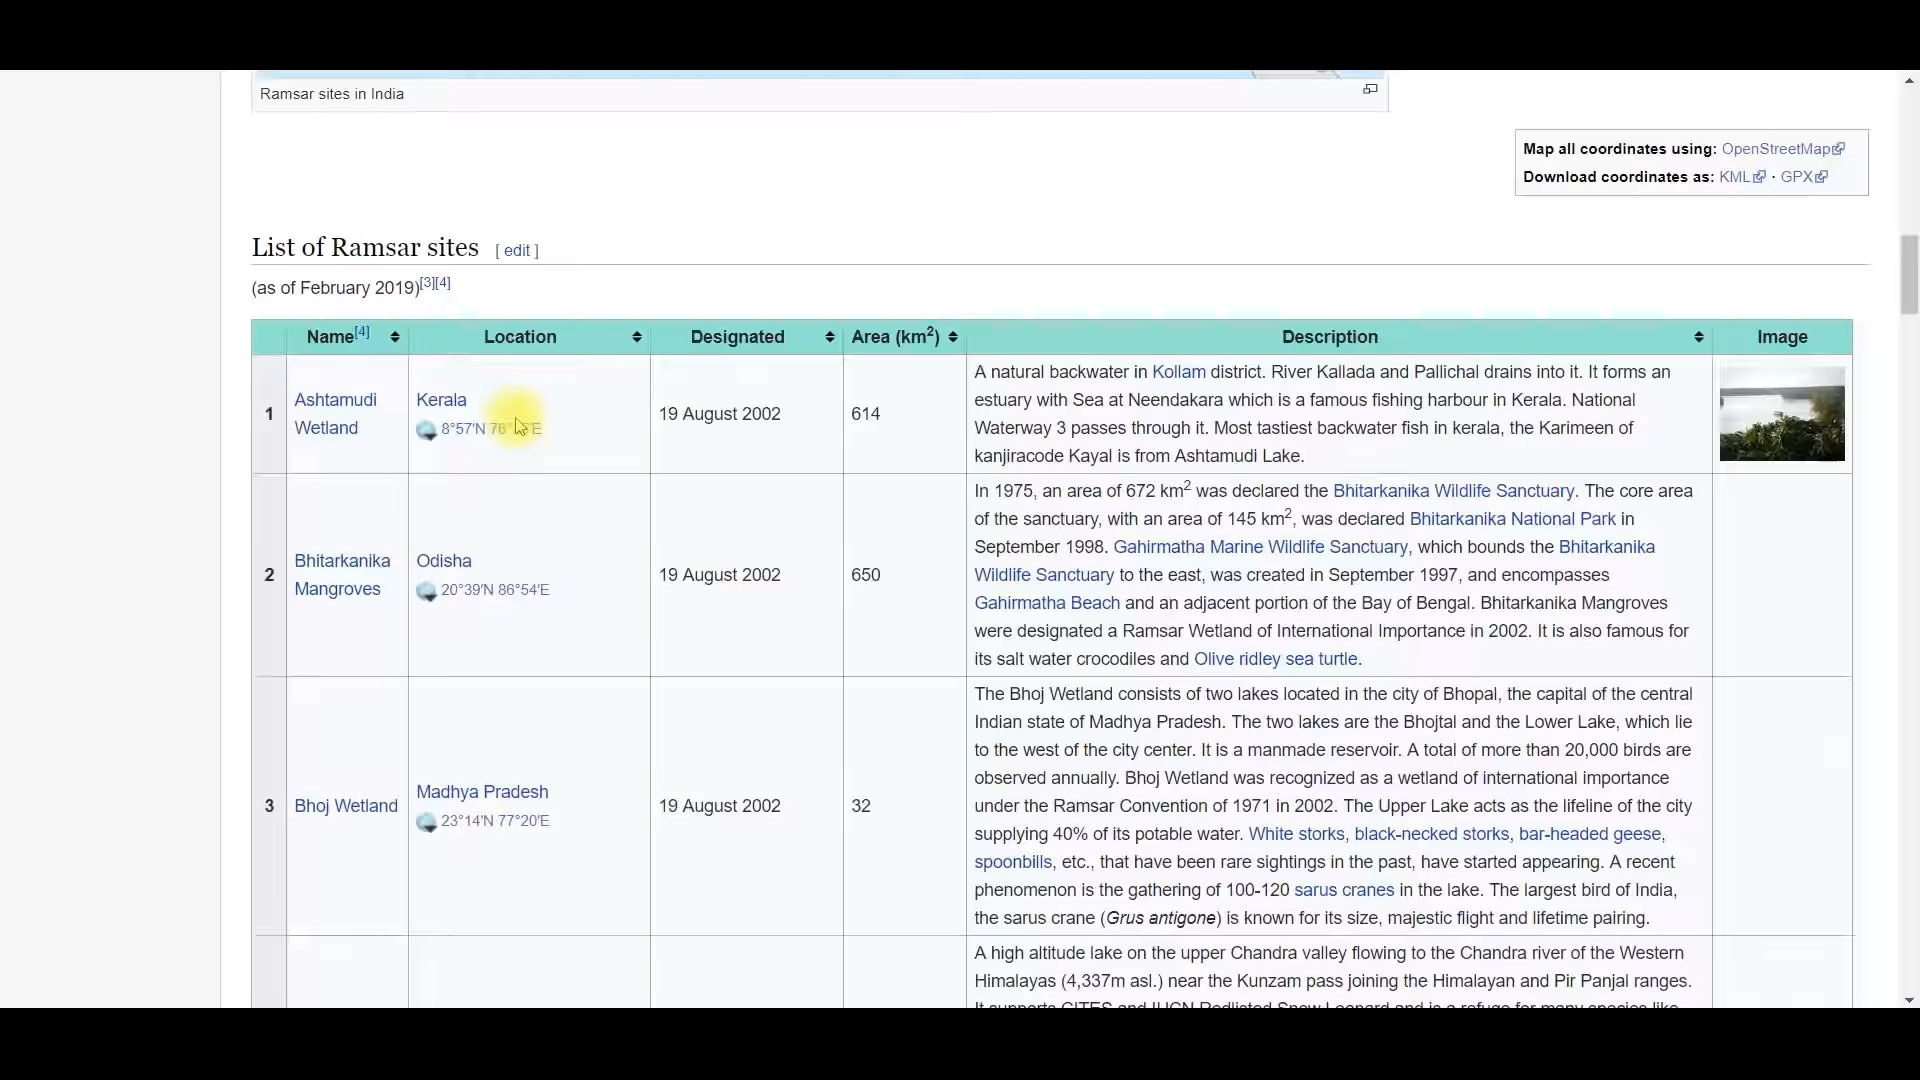 Ramsar sites in India
Map all coordinates using: OpenStreetMap
Download coordinates as: KML · GPX
List of Ramsar sites [ edit ]
(as of February 2019)[3][4]
Name[4] Location Designated Area (km2) Description Image
1
Ashtamudi
Wetland
Kerala
8°57′N
19 August 2002
614
A natural backwater in Kollam district. River Kallada and Pallichal drains into it. It forms an
estuary with Sea at Neendakara which is a famous fishing harbour in Kerala. National
Waterway 3 passes through it. Most tastiest backwater fish in kerala, the Karimeen of
kanjiracode Kayal is from Ashtamudi Lake.
2
Bhitarkanika
Mangroves
Odisha
20°39′N 86°54′E
19 August 2002
650
In 1975, an area of 672 km2 was declared the Bhitarkanika Wildlife Sanctuary. The core area
of the sanctuary, with an area of 145 km2, was declared Bhitarkanika National Park in
September 1998. Gahirmatha Marine Wildlife Sanctuary, which bounds the Bhitarkanika
Wildlife Sanctuary to the east, was created in September 1997, and encompasses
Gahirmatha Beach and an adjacent portion of the Bay of Bengal. Bhitarkanika Mangroves
were designated a Ramsar Wetland of International Importance in 2002. It is also famous for
its salt water crocodiles and Olive ridley sea turtle.
3
Bhoj Wetland
Madhya Pradesh
23°14′N 77°20′E
19 August 2002
32
The Bhoj Wetland consists of two lakes located in the city of Bhopal, the capital of the central
Indian state of Madhya Pradesh. The two lakes are the Bhojtal and the Lower Lake, which lie
to the west of the city center. It is a manmade reservoir. A total of more than 20,000 birds are
observed annually. Bhoj Wetland was recognized as a wetland of international importance
under the Ramsar Convention of 1971 in 2002. The Upper Lake acts as the lifeline of the city
supplying 40% of its potable water. White storks, black-necked storks, bar-headed geese,
spoonbills, etc., that have been rare sightings in the past, have started appearing. A recent
phenomenon is the gathering of 100-120 sarus cranes in the lake. The largest bird of India,
the sarus crane (Grus antigone) is known for its size, majestic flight and lifetime pairing.
A high altitude lake on the upper Chandra valley flowing to the Chandra river of the Western
Himalayas (4,337m asl.) near the Kunzam pass joining the Himalayan and Pir Panjal ranges.
It supports CITES and IUCN Redlisted Snow Leopard and is a refuge for many species like